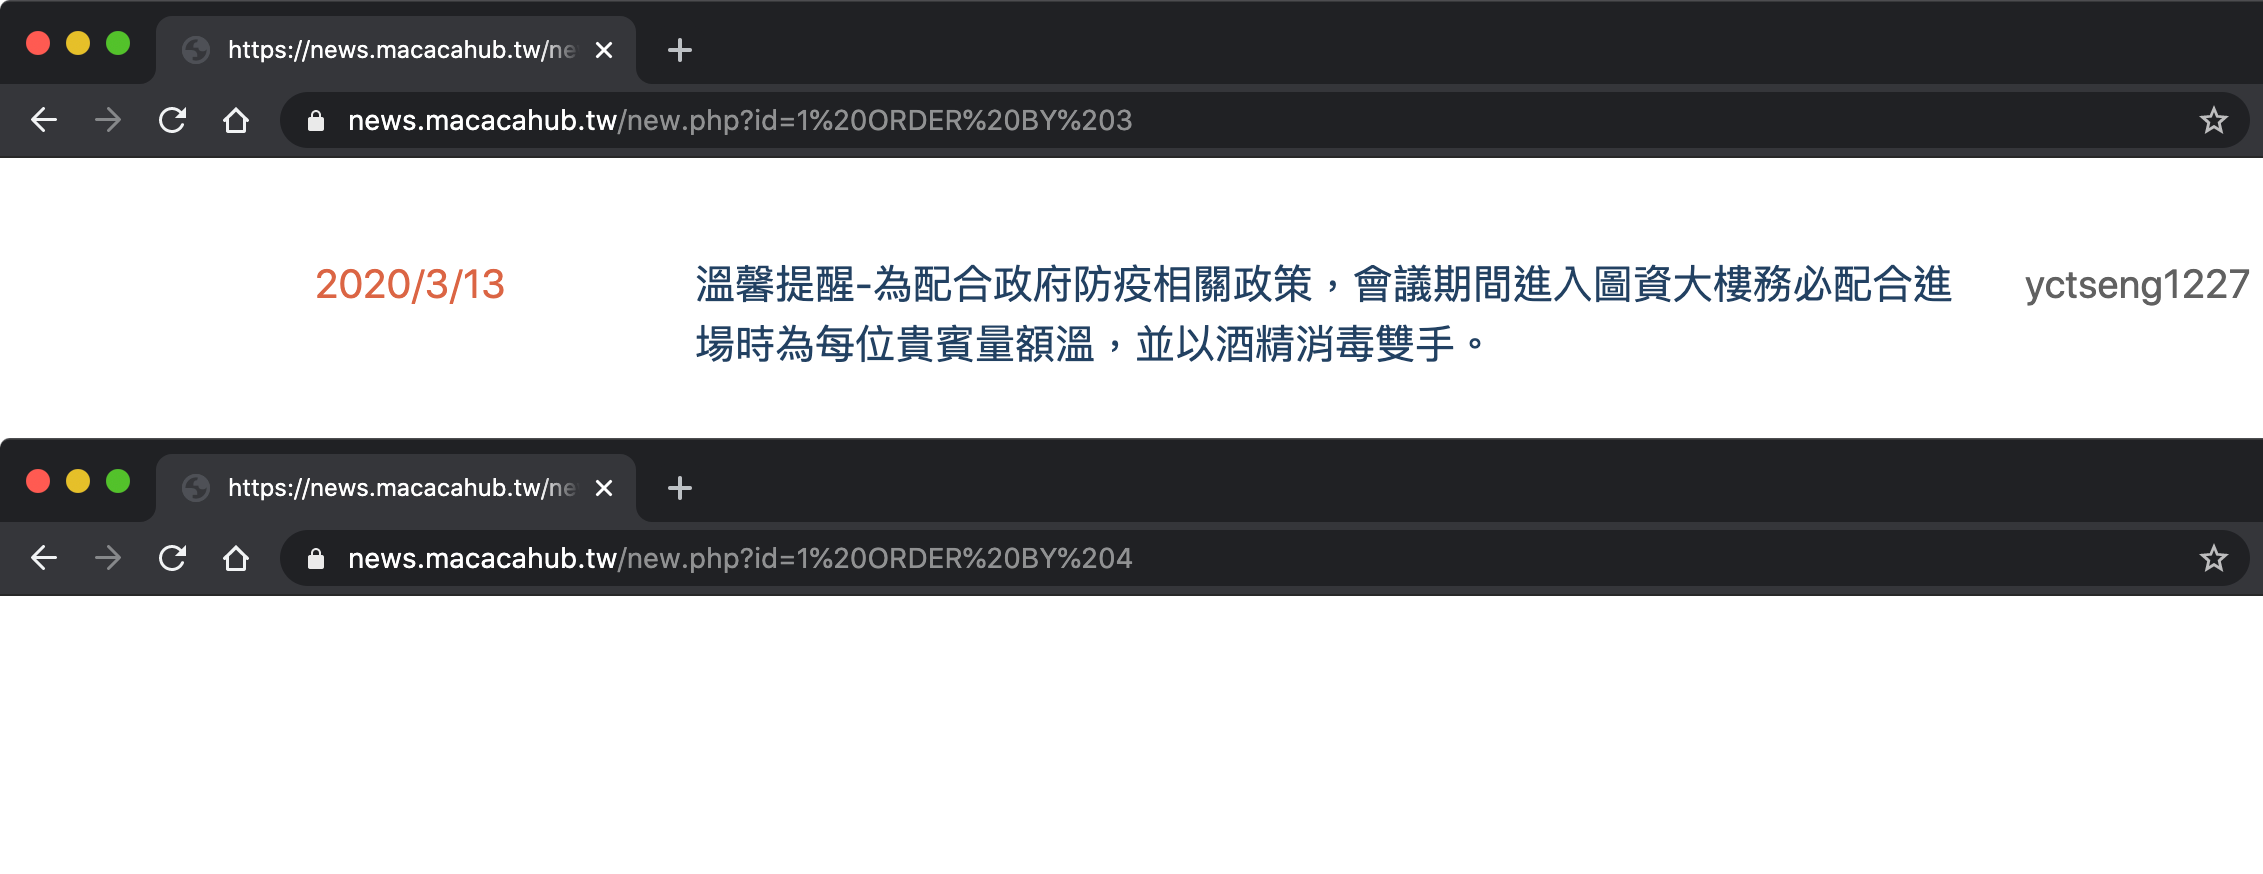 https://news.macacahub.tw/ne
news.macacahub.tw/new.php?id=1%20ORDER%20BY%203
2020/3/13
溫馨提醒-為配合政府防疫相關政策，會議期間進入圖資大樓務必配合進
場時為每位貴賓量額溫，並以酒精消毒雙手。
yctseng1227
https://news.macacahub.tw/ne
news.macacahub.tw/new.php?id=1%20ORDER%20BY%204